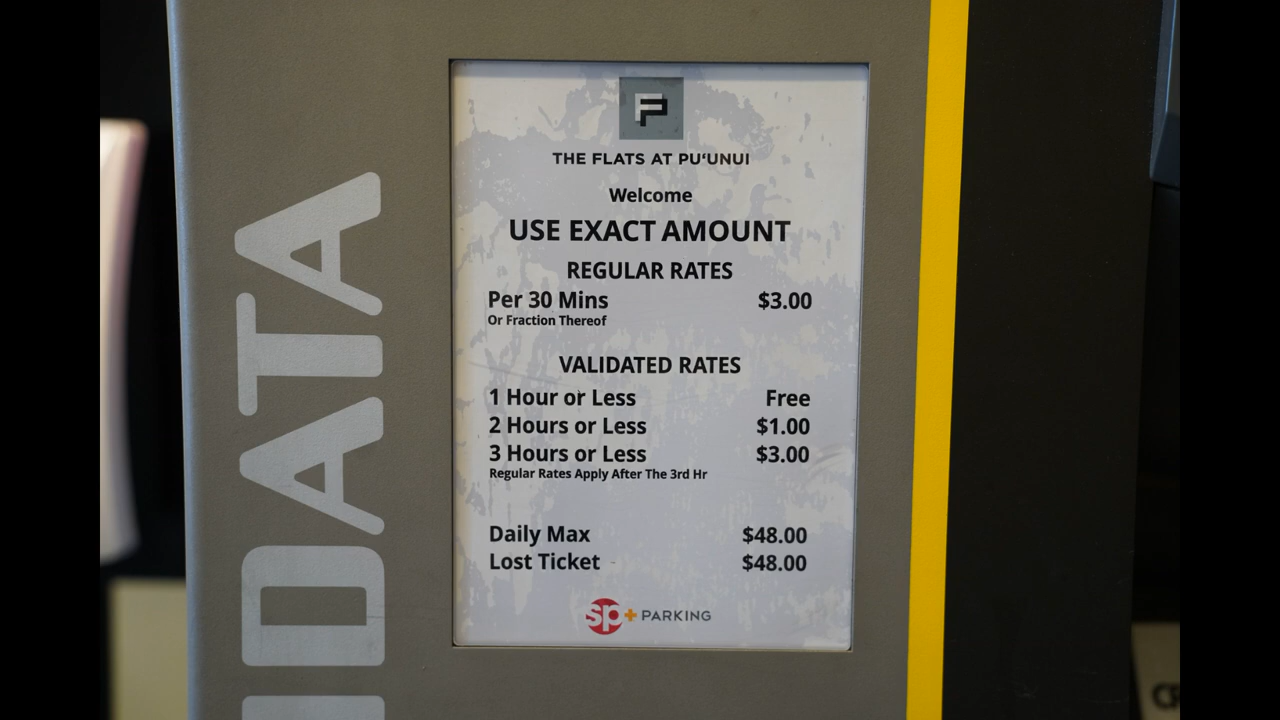 THE FLATS AT PUʻUNUI
Welcome
USE EXACT AMOUNT
REGULAR RATES
Per 30 Mins $3.00
Or Fraction Thereof
VALIDATED RATES
1 Hour or Less Free
2 Hours or Less $1.00
3 Hours or Less $3.00
Regular Rates Apply After The 3rd Hr
Daily Max $48.00
Lost Ticket $48.00
sp+ PARKING
DATA